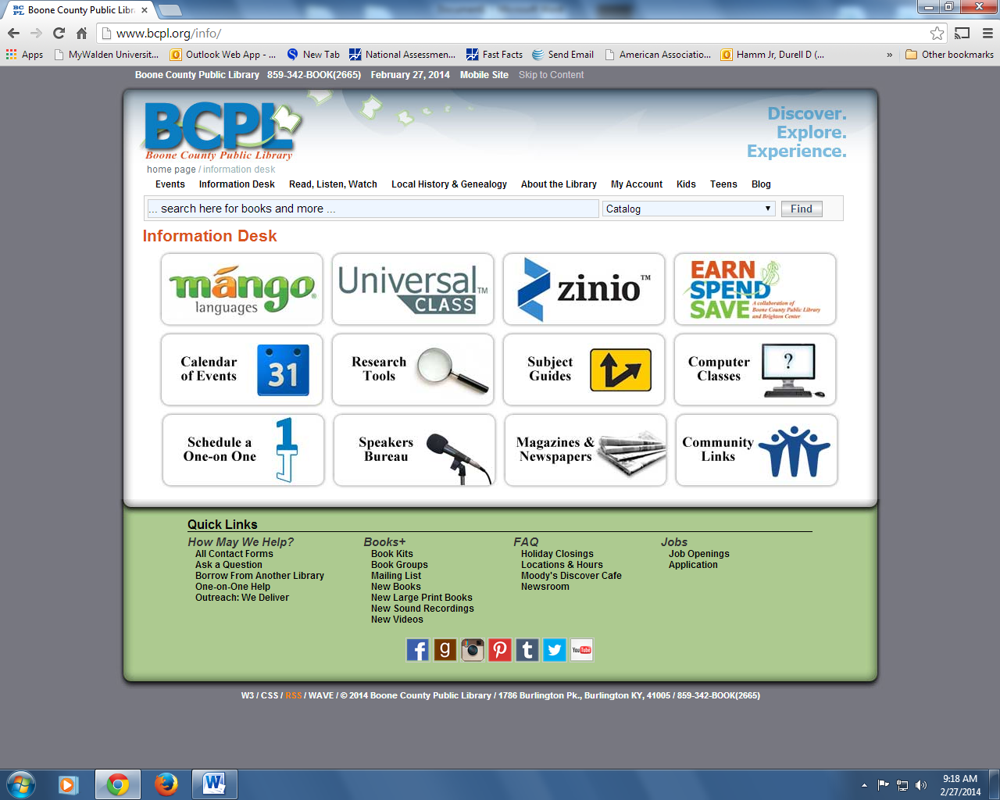 Boone County Public Libr
www.bcpl.org/info/
Apps MyWalden Universit... Outlook Web App - ... New Tab National Assessmen... Fast Facts Send Email American Associatio... Hamm Jr, Durell D (... » Other bookmarks
Boone County Public Library 859-342-BOOK(2665) February 27, 2014 Mobile Site Skip to Content
BCPL
Boone County Public Library
Discover.
Explore.
Experience.
home page / information desk
Events Information Desk Read, Listen, Watch Local History & Genealogy About the Library My Account Kids Teens Blog
... search here for books and more ... Catalog Find
Information Desk
mango
languages
Universal™
CLASS
zinio™
EARN
SPEND
SAVE
A collaboration of
Boone County Public Library
and Brighton Center
Calendar
of Events
31
Research
Tools
Subject
Guides
Computer
Classes
?
Schedule a
One-on One
1
1
Speakers
Bureau
Magazines &
Newspapers
Community
Links
Quick Links
How May We Help?
All Contact Forms
Ask a Question
Borrow From Another Library
One-on-One Help
Outreach: We Deliver
Books+
Book Kits
Book Groups
Mailing List
New Books
New Large Print Books
New Sound Recordings
New Videos
FAQ
Holiday Closings
Locations & Hours
Moody's Discover Cafe
Newsroom
Jobs
Job Openings
Application
f g t You Tube
W3 / CSS / RSS / WAVE / © 2014 Boone County Public Library / 1786 Burlington Pk., Burlington KY, 41005 / 859-342-BOOK(2665)
9:18 AM
2/27/2014